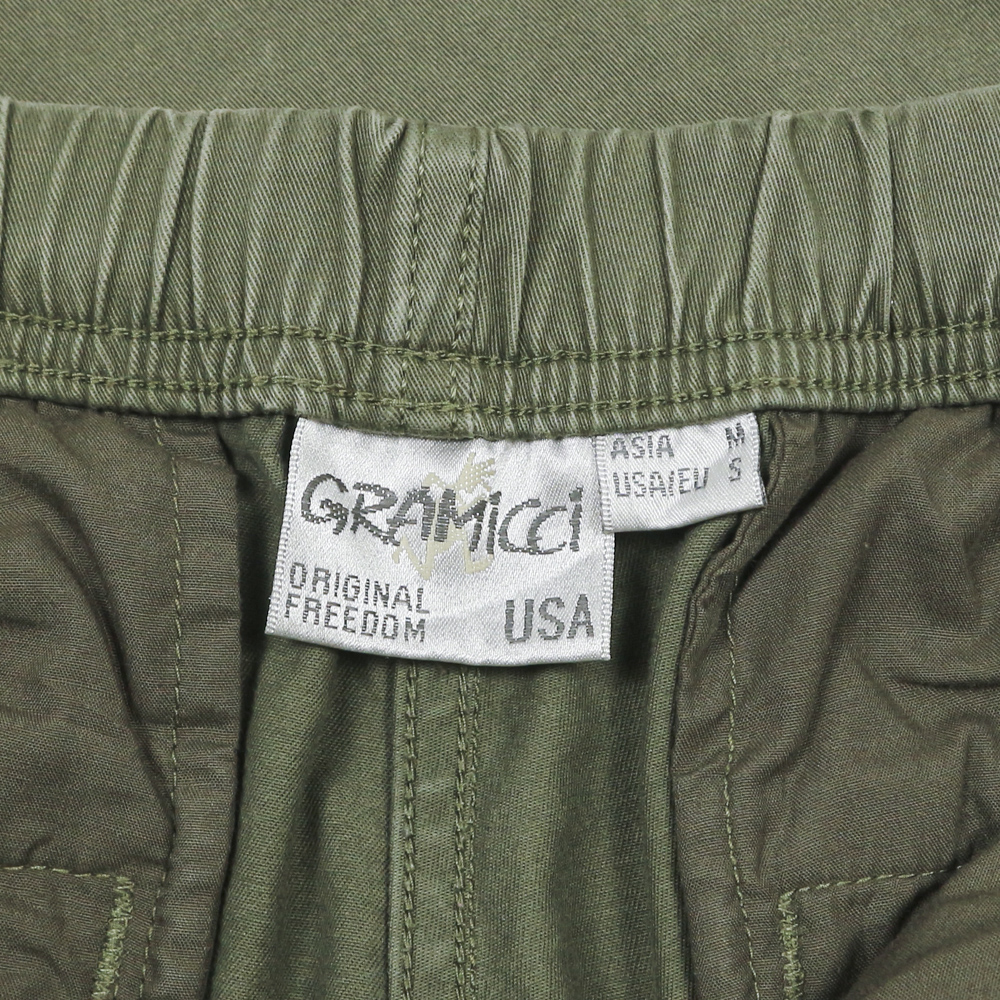 GRAMICCi
ORIGINAL
FREEDOM
USA
ASIA M
USA/EU S